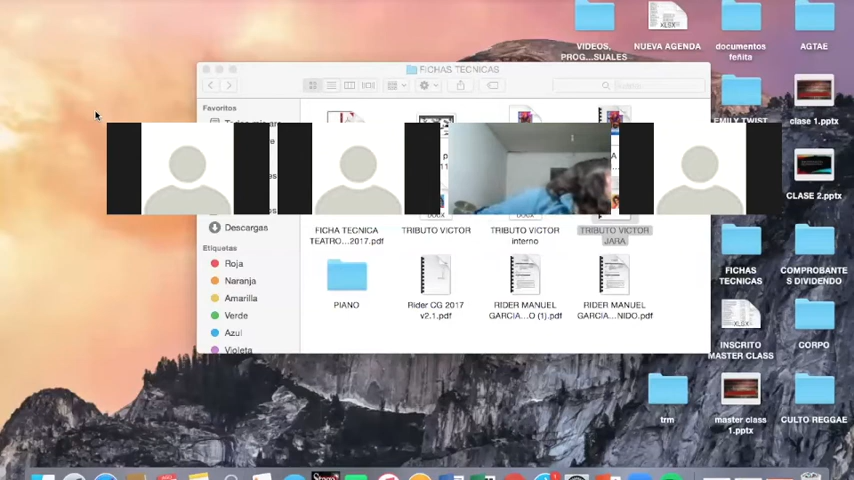 VIDEOS,
PROG...SUALES
NUEVA AGENDA
documentos
feñita
AGTAE
FICHAS TECNICAS
Favoritos
EMILY TWIST
clase 1.pptx
CLASE 2.pptx
Descargas
FICHA TECNICA
TEATRO...2017.pdf
TRIBUTO VICTOR
TRIBUTO VICTOR
interno
TRIBUTO VICTOR
JARA
Etiquetas
Roja
Naranja
Amarilla
Verde
Azul
Violeta
PIANO
Rider CG 2017
v2.1.pdf
RIDER MANUEL
GARCIA...O (1).pdf
RIDER MANUEL
GARCIA...NIDO.pdf
FICHAS
TECNICAS
COMPROBANTE
S DIVIDENDO
XLSX
INSCRITO
MASTER CLASS
CORPO
trm
master class
1.pptx
CULTO REGGAE